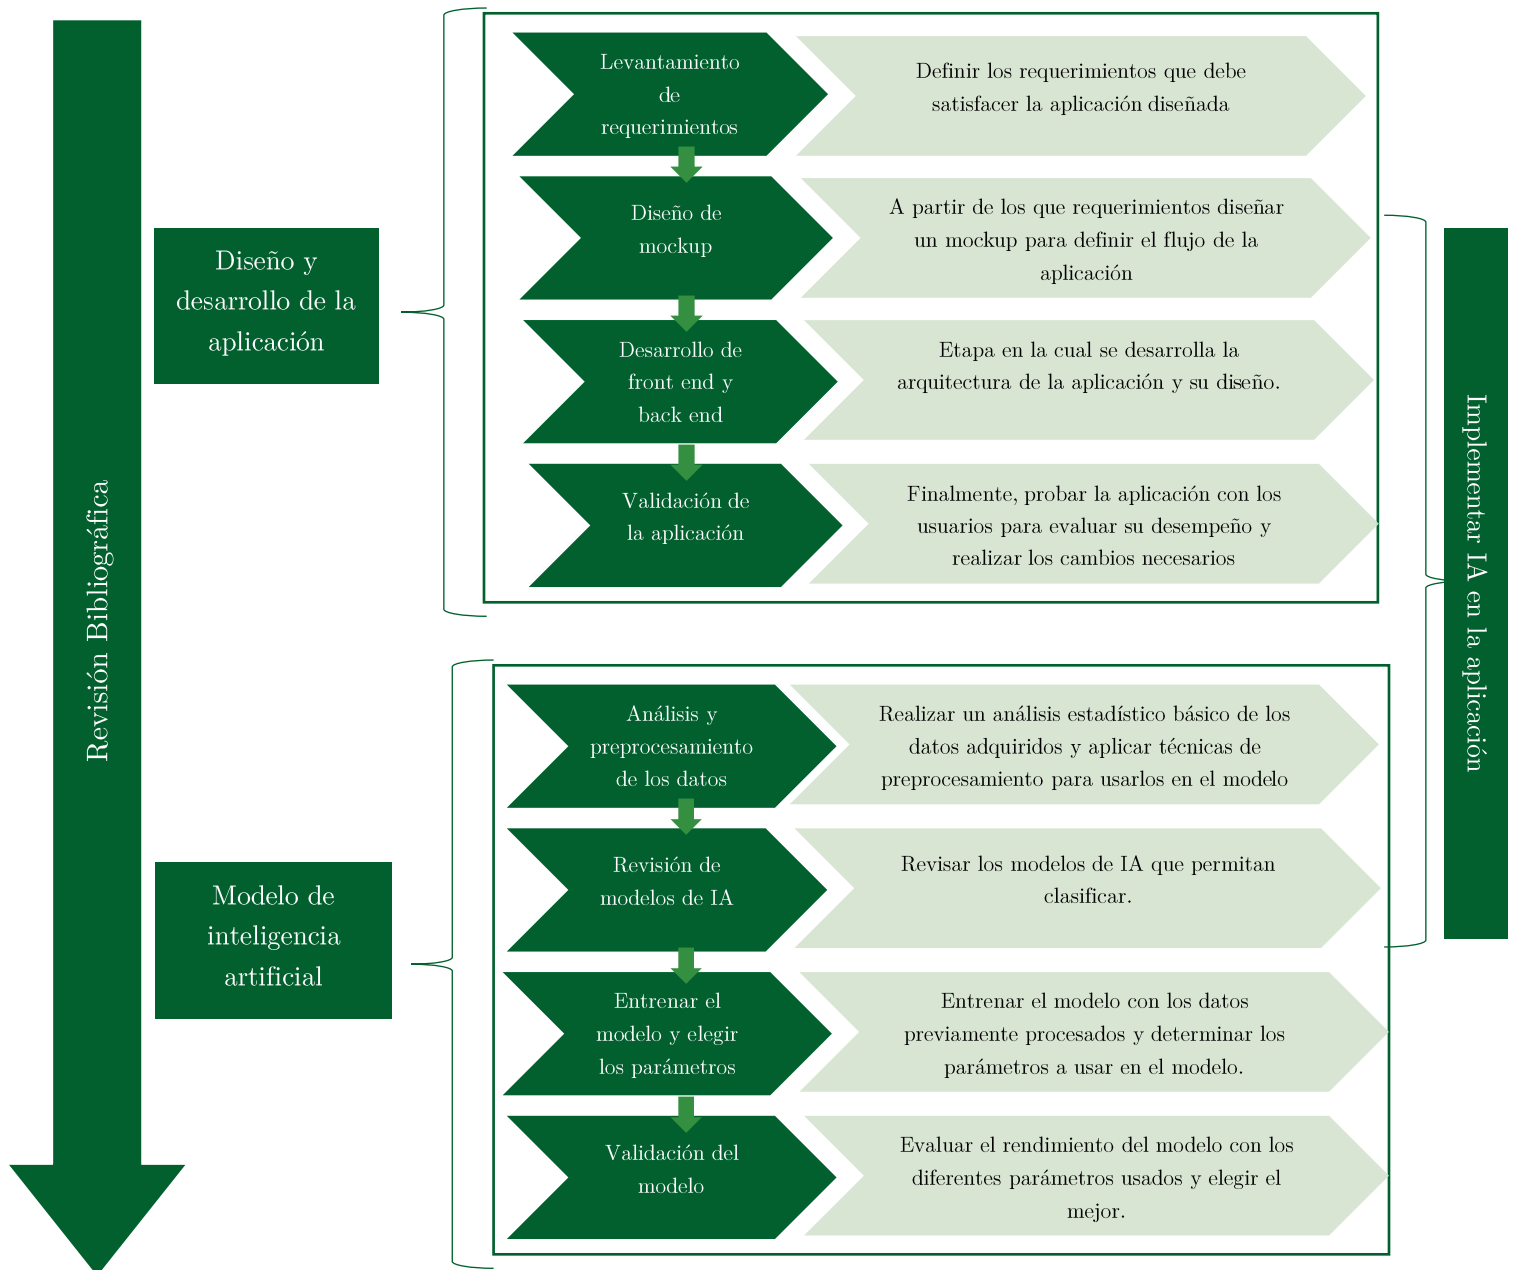 Revisión Bibliográfica
Diseño y
desarrollo de la
aplicación
Levantamiento
de
requerimientos
Definir los requerimientos que debe
satisfacer la aplicación diseñada
Diseño de
mockup
A partir de los que requerimientos diseñar
un mockup para definir el flujo de la
aplicación
Desarrollo de
front end y
back end
Etapa en la cual se desarrolla la
arquitectura de la aplicación y su diseño.
Validación de
la aplicación
Finalmente, probar la aplicación con los
usuarios para evaluar su desempeño y
realizar los cambios necesarios
Modelo de
inteligencia
artificial
Análisis y
preprocesamiento
de los datos
Realizar un análisis estadístico básico de los
datos adquiridos y aplicar técnicas de
preprocesamiento para usarlos en el modelo
Revisión de
modelos de IA
Revisar los modelos de IA que permitan
clasificar.
Entrenar el
modelo y elegir
los parámetros
Entrenar el modelo con los datos
previamente procesados y determinar los
parámetros a usar en el modelo.
Validación del
modelo
Evaluar el rendimiento del modelo con los
diferentes parámetros usados y elegir el
mejor.
Implementar IA en la aplicación